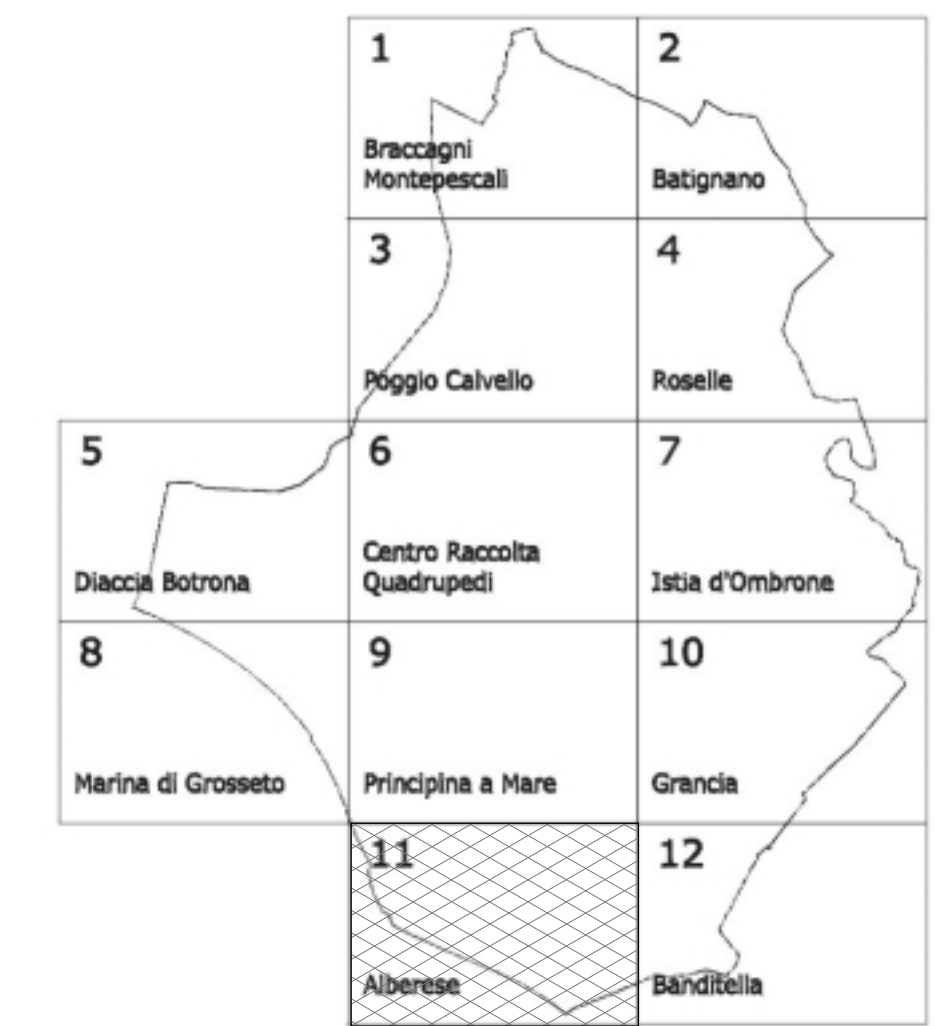 1
Braccagni
Montepescali
2
Batignano
3
Poggio Calvello
4
Roselle
5
Diaccia Botrona
6
Centro Raccolta
Quadrupedi
7
Istia d'Ombrone
8
Marina di Grosseto
9
Principina a Mare
10
Grancia
11
Alberese
12
Banditella